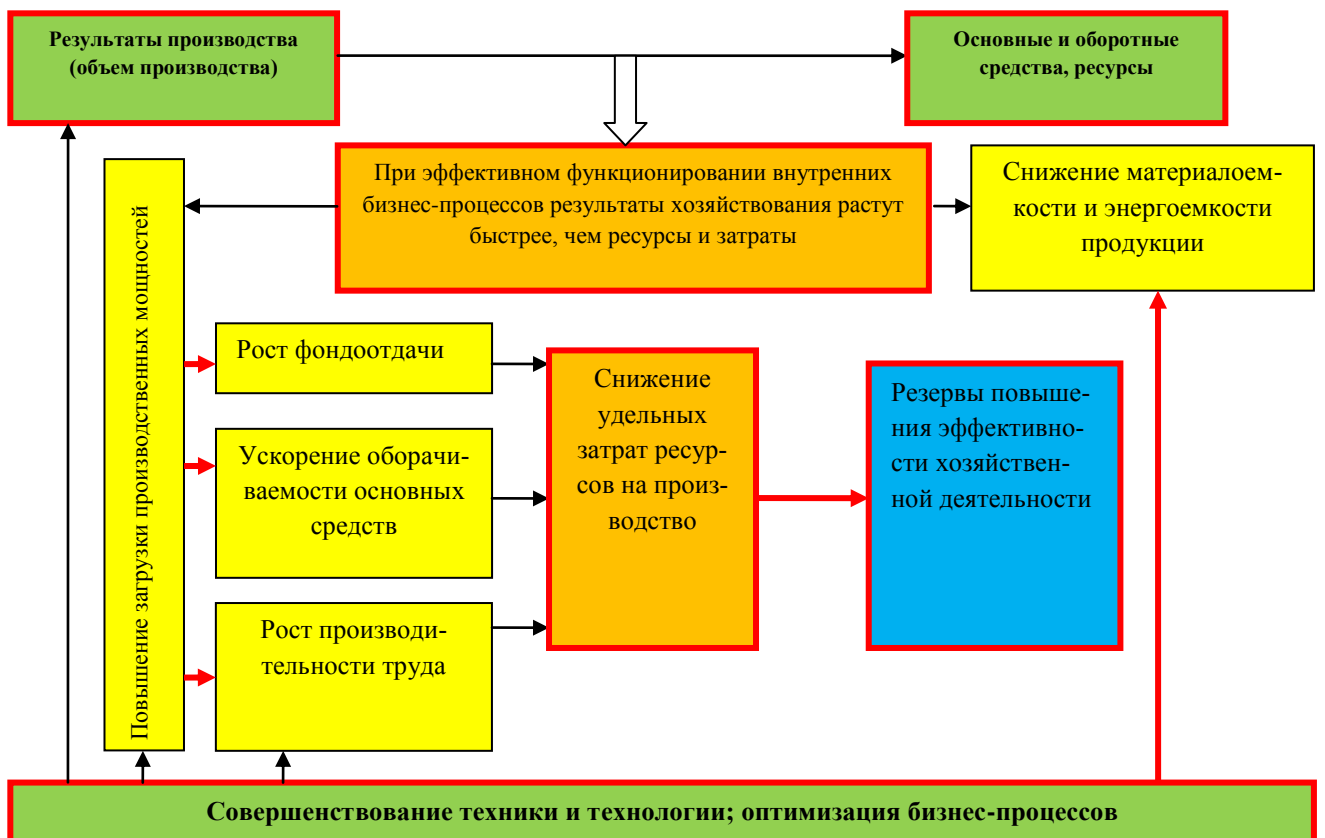 Результаты производства
(объем производства)
Основные и оборотные
средства, ресурсы
При эффективном функционировании внутренних
бизнес-процессов результаты хозяйствования растут
быстрее, чем ресурсы и затраты
Снижение материалоем-
кости и энергоемкости
продукции
Повышение загрузки производственных мощностей
Рост фондоотдачи
Ускорение оборачи-
ваемости основных
средств
Рост производи-
тельности труда
Снижение
удельных
затрат ресур-
сов на произ-
водство
Резервы повыше-
ния эффективно-
сти хозяйствен-
ной деятельности
Совершенствование техники и технологии; оптимизация бизнес-процессов